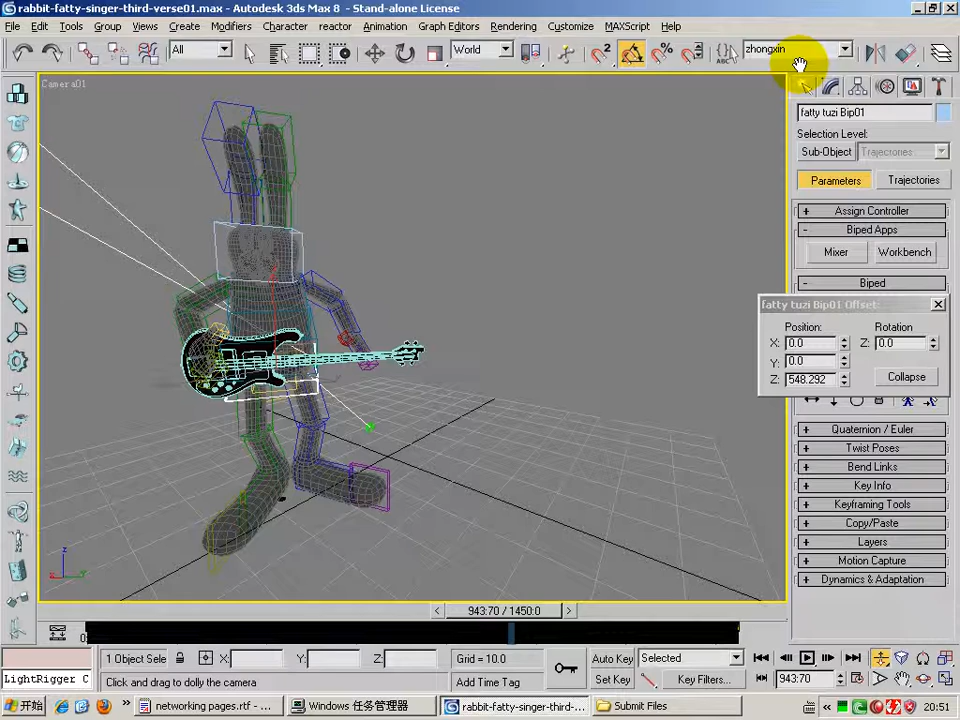 rabbit-fatty-singer-third-verse01.max - Autodesk 3ds Max 8 - Stand-alone License
File Edit Tools Group Views Create Modifiers Character reactor Animation Graph Editors Rendering Customize MAXScript Help
All World zhongxin
Camera01
fatty tuzi Bip01
Selection Level:
Sub-Object Trajectories
Parameters Trajectories
+ Assign Controller
- Biped Apps
Mixer Workbench
- Biped
fatty tuzi Bip01 Offset:
Position: Rotation
X: 0.0 Z: 0.0
Y: 0.0
Z: 548.292 Collapse
+ Quaternion / Euler
+ Twist Poses
+ Bend Links
+ Key Info
+ Keyframing Tools
+ Copy/Paste
+ Layers
+ Motion Capture
+ Dynamics & Adaptation
< 943:70 / 1450:0 >
1 Object Sele X: Y: Z: Grid = 10.0 Auto Key Selected
LightRigger C Click and drag to dolly the camera Add Time Tag Set Key Key Filters... 943:70
开始 networking pages.rtf - ... Windows 任务管理器 rabbit-fatty-singer-third-... Submit Files 20:51